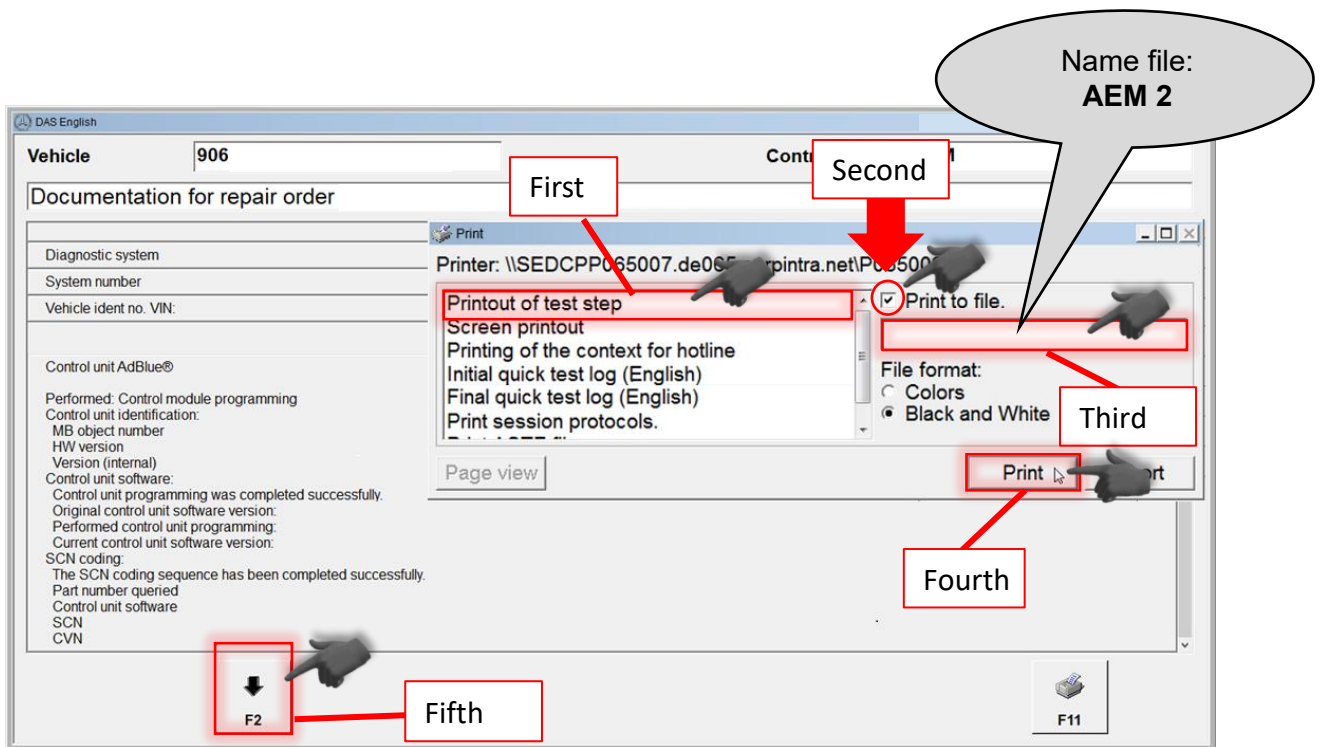 Name file:
AEM 2
DAS English
Vehicle
906
Contr
Second
First
Documentation for repair order
Print
Diagnostic system
Printer: \\SEDCPP065007.de065
rpintra.net\P
System number
Vehicle ident no. VIN:
Printout of test step
Print to file.
Screen printout
Printing of the context for hotline
Initial quick test log (English)
Final quick test log (English)
Print session protocols.
File format:
Colors
Black and White
Third
Control unit AdBlue®
Performed: Control module programming
Control unit identification:
MB object number
HW version
Version (internal)
Control unit software:
Control unit programming was completed successfully.
Original control unit software version:
Performed control unit programming:
Current control unit software version:
SCN coding:
The SCN coding sequence has been completed successfully.
Part number queried
Control unit software
SCN
CVN
Page view
Print
rt
Fourth
Fifth
F2
F11